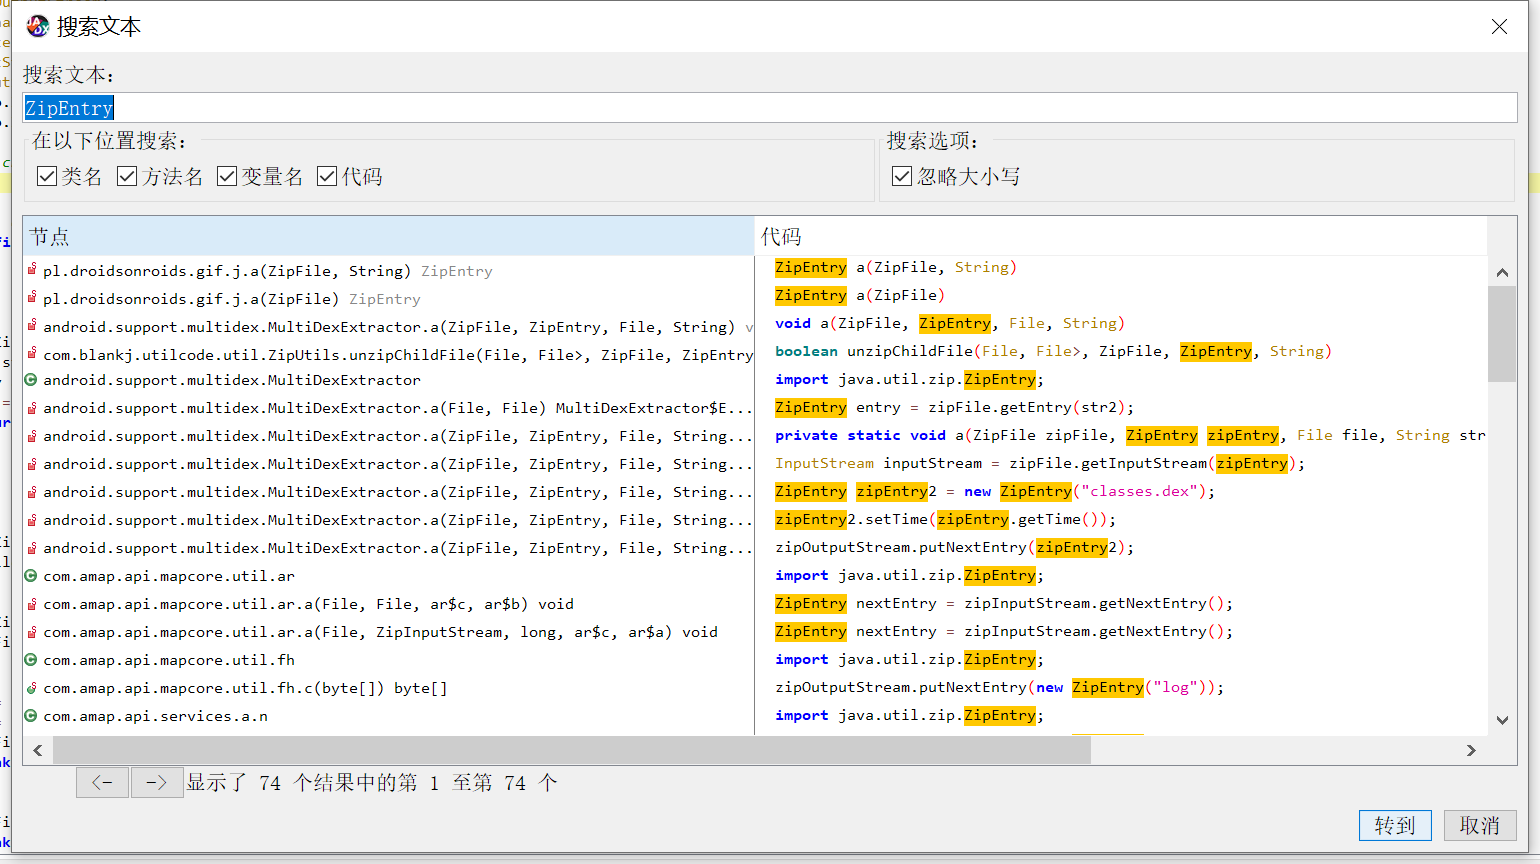 搜索文本
搜索文本:
ZipEntry
在以下位置搜索:
搜索选项:
类名 方法名 变量名 代码
忽略大小写
节点
代码
pl.droidsonroids.gif.j.a(ZipFile, String) ZipEntry
ZipEntry a(ZipFile, String)
pl.droidsonroids.gif.j.a(ZipFile) ZipEntry
ZipEntry a(ZipFile)
android.support.multidex.MultiDexExtractor.a(ZipFile, ZipEntry, File, String) v
void a(ZipFile, ZipEntry, File, String)
com.blankj.utilcode.util.ZipUtils.unzipChildFile(File, File>, ZipFile, ZipEntry
boolean unzipChildFile(File, File>, ZipFile, ZipEntry, String)
android.support.multidex.MultiDexExtractor
import java.util.zip.ZipEntry;
android.support.multidex.MultiDexExtractor.a(File, File) MultiDexExtractor$E...
ZipEntry entry = zipFile.getEntry(str2);
android.support.multidex.MultiDexExtractor.a(ZipFile, ZipEntry, File, String...
private static void a(ZipFile zipFile, ZipEntry zipEntry, File file, String str
android.support.multidex.MultiDexExtractor.a(ZipFile, ZipEntry, File, String...
InputStream inputStream = zipFile.getInputStream(zipEntry);
android.support.multidex.MultiDexExtractor.a(ZipFile, ZipEntry, File, String...
ZipEntry zipEntry2 = new ZipEntry("classes.dex");
android.support.multidex.MultiDexExtractor.a(ZipFile, ZipEntry, File, String...
zipEntry2.setTime(zipEntry.getTime());
android.support.multidex.MultiDexExtractor.a(ZipFile, ZipEntry, File, String...
zipOutputStream.putNextEntry(zipEntry2);
com.amap.api.mapcore.util.ar
import java.util.zip.ZipEntry;
com.amap.api.mapcore.util.ar.a(File, File, ar$c, ar$b) void
ZipEntry nextEntry = zipInputStream.getNextEntry();
com.amap.api.mapcore.util.ar.a(File, ZipInputStream, long, ar$c, ar$a) void
ZipEntry nextEntry = zipInputStream.getNextEntry();
com.amap.api.mapcore.util.fh
import java.util.zip.ZipEntry;
com.amap.api.mapcore.util.fh.c(byte[]) byte[]
zipOutputStream.putNextEntry(new ZipEntry("log"));
com.amap.api.services.a.n
import java.util.zip.ZipEntry;
<- -> 显示了 74 个结果中的第 1 至第 74 个
转到 取消